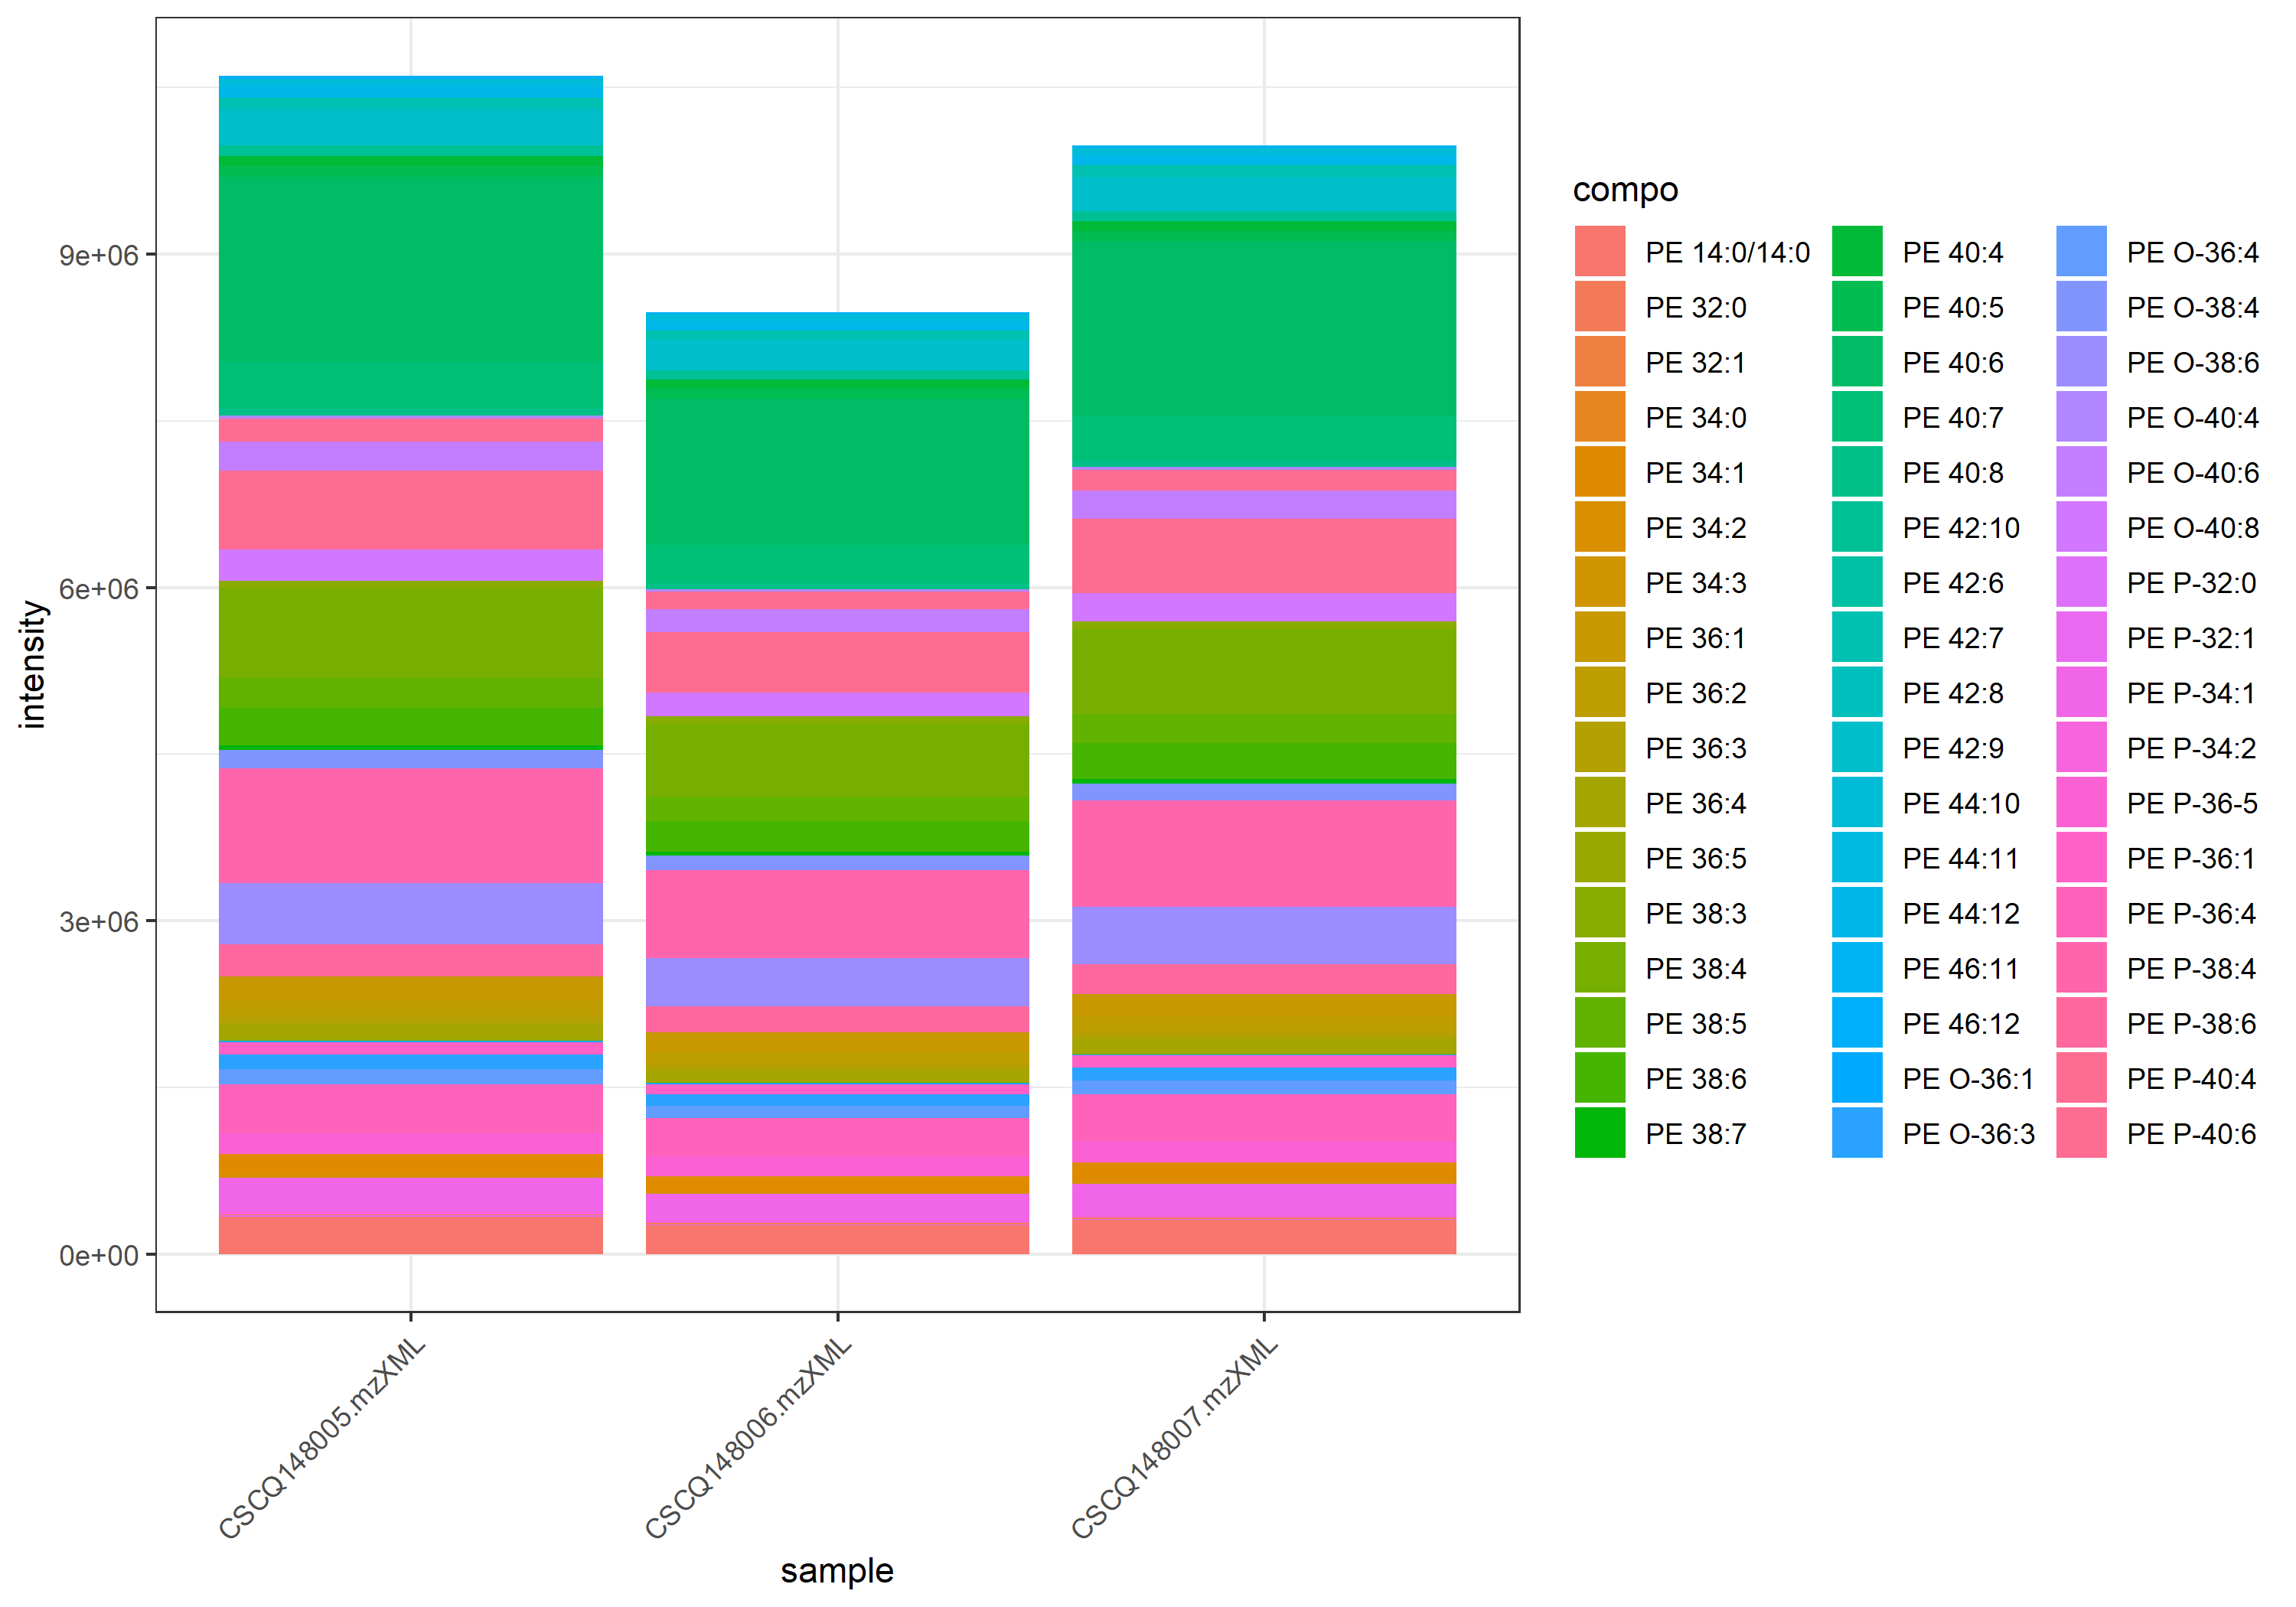 intensity
9e+06
6e+06
3e+06
0e+00
CSCQ148005.mzXML
CSCQ148006.mzXML
CSCQ148007.mzXML
sample
compo
PE 14:0/14:0
PE 32:0
PE 32:1
PE 34:0
PE 34:1
PE 34:2
PE 34:3
PE 36:1
PE 36:2
PE 36:3
PE 36:4
PE 36:5
PE 38:3
PE 38:4
PE 38:5
PE 38:6
PE 38:7
PE 40:4
PE 40:5
PE 40:6
PE 40:7
PE 40:8
PE 42:10
PE 42:6
PE 42:7
PE 42:8
PE 42:9
PE 44:10
PE 44:11
PE 44:12
PE 46:11
PE 46:12
PE O-36:1
PE O-36:3
PE O-36:4
PE O-38:4
PE O-38:6
PE O-40:4
PE O-40:6
PE O-40:8
PE P-32:0
PE P-32:1
PE P-34:1
PE P-34:2
PE P-36-5
PE P-36:1
PE P-36:4
PE P-38:4
PE P-38:6
PE P-40:4
PE P-40:6